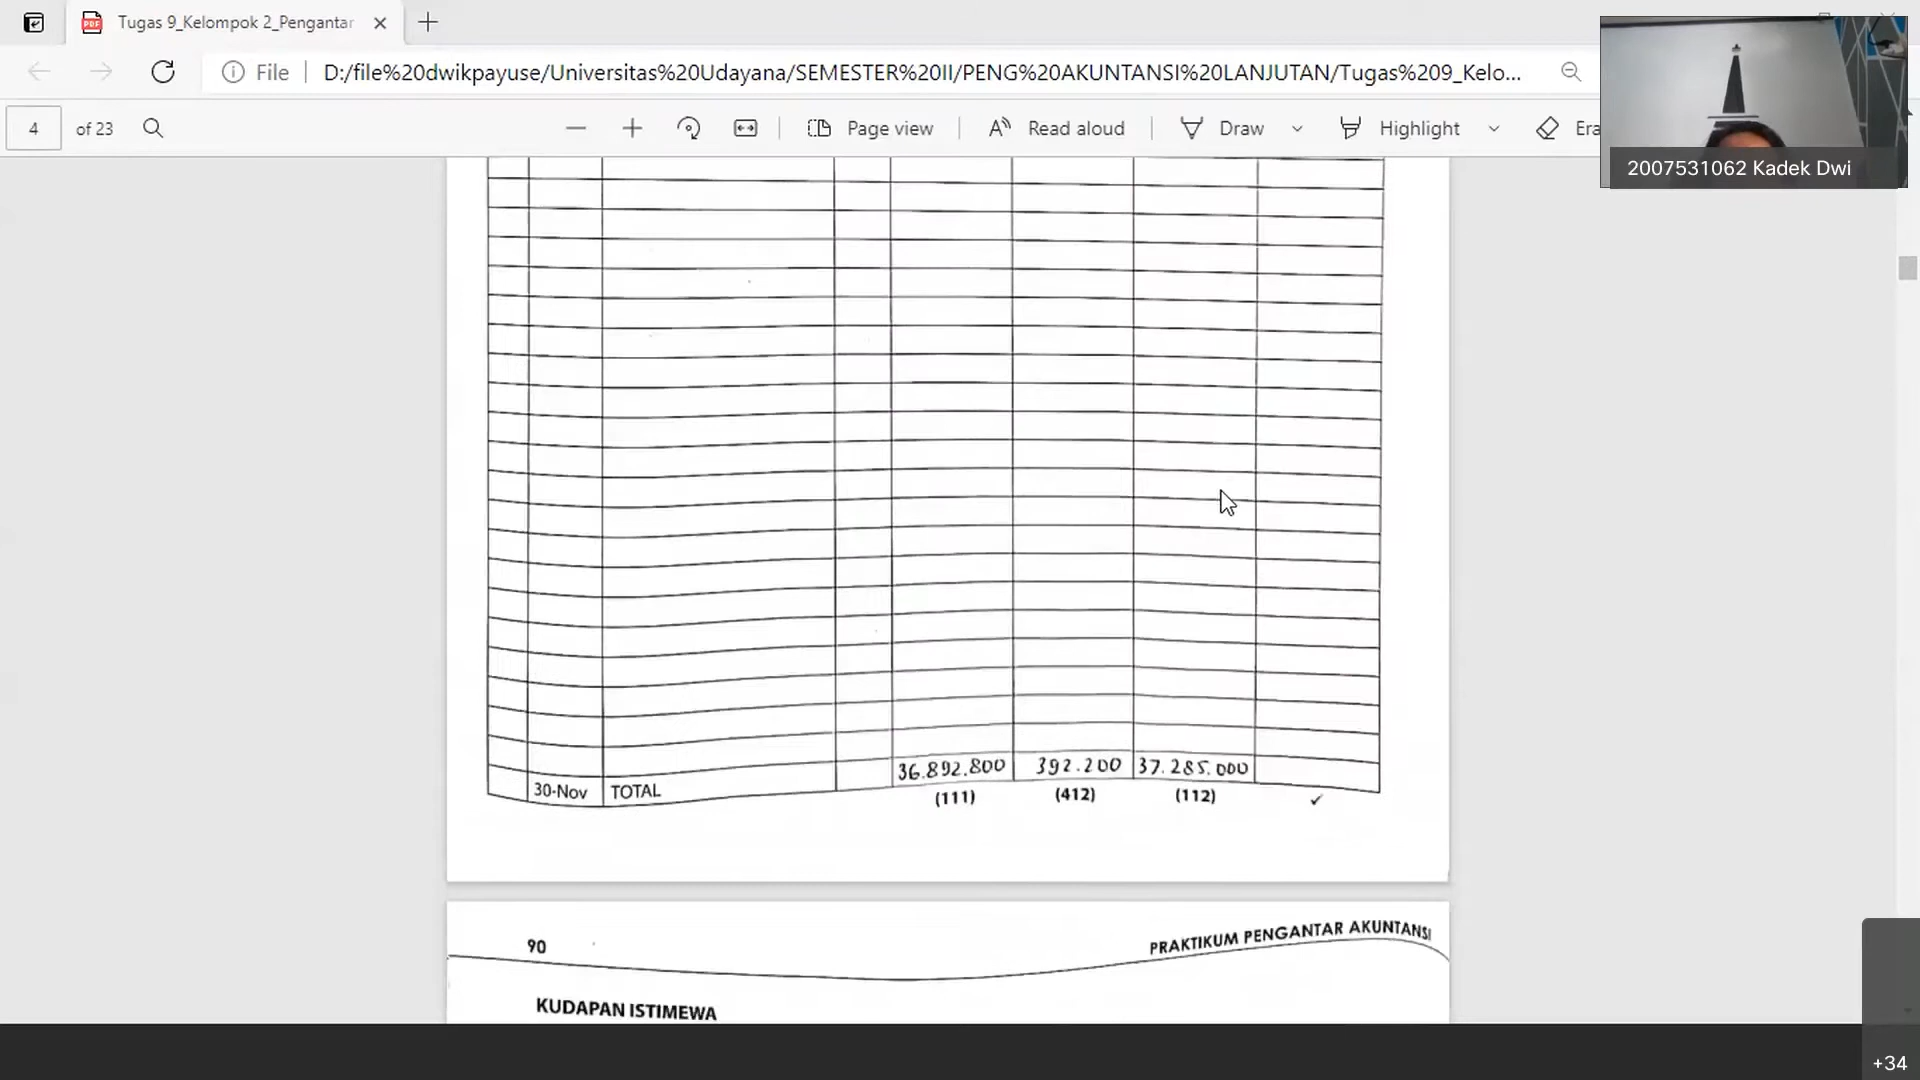 Tugas 9_Kelompok 2_Pengantar
File
D:/file%20dwikpayuse/Universitas%20Udayana/SEMESTER%20II/PENG%20AKUNTANSI%20LANJUTAN/Tugas%209_Kelo...
4 of 23
Page view
Read aloud
Draw
Highlight
Era
2007531062 Kadek Dwi
36.892.800 392.200 37.285.000
30-Nov TOTAL
(111) (412) (112) ✓
90
PRAKTIKUM PENGANTAR AKUNTANSI
KUDAPAN ISTIMEWA
+34